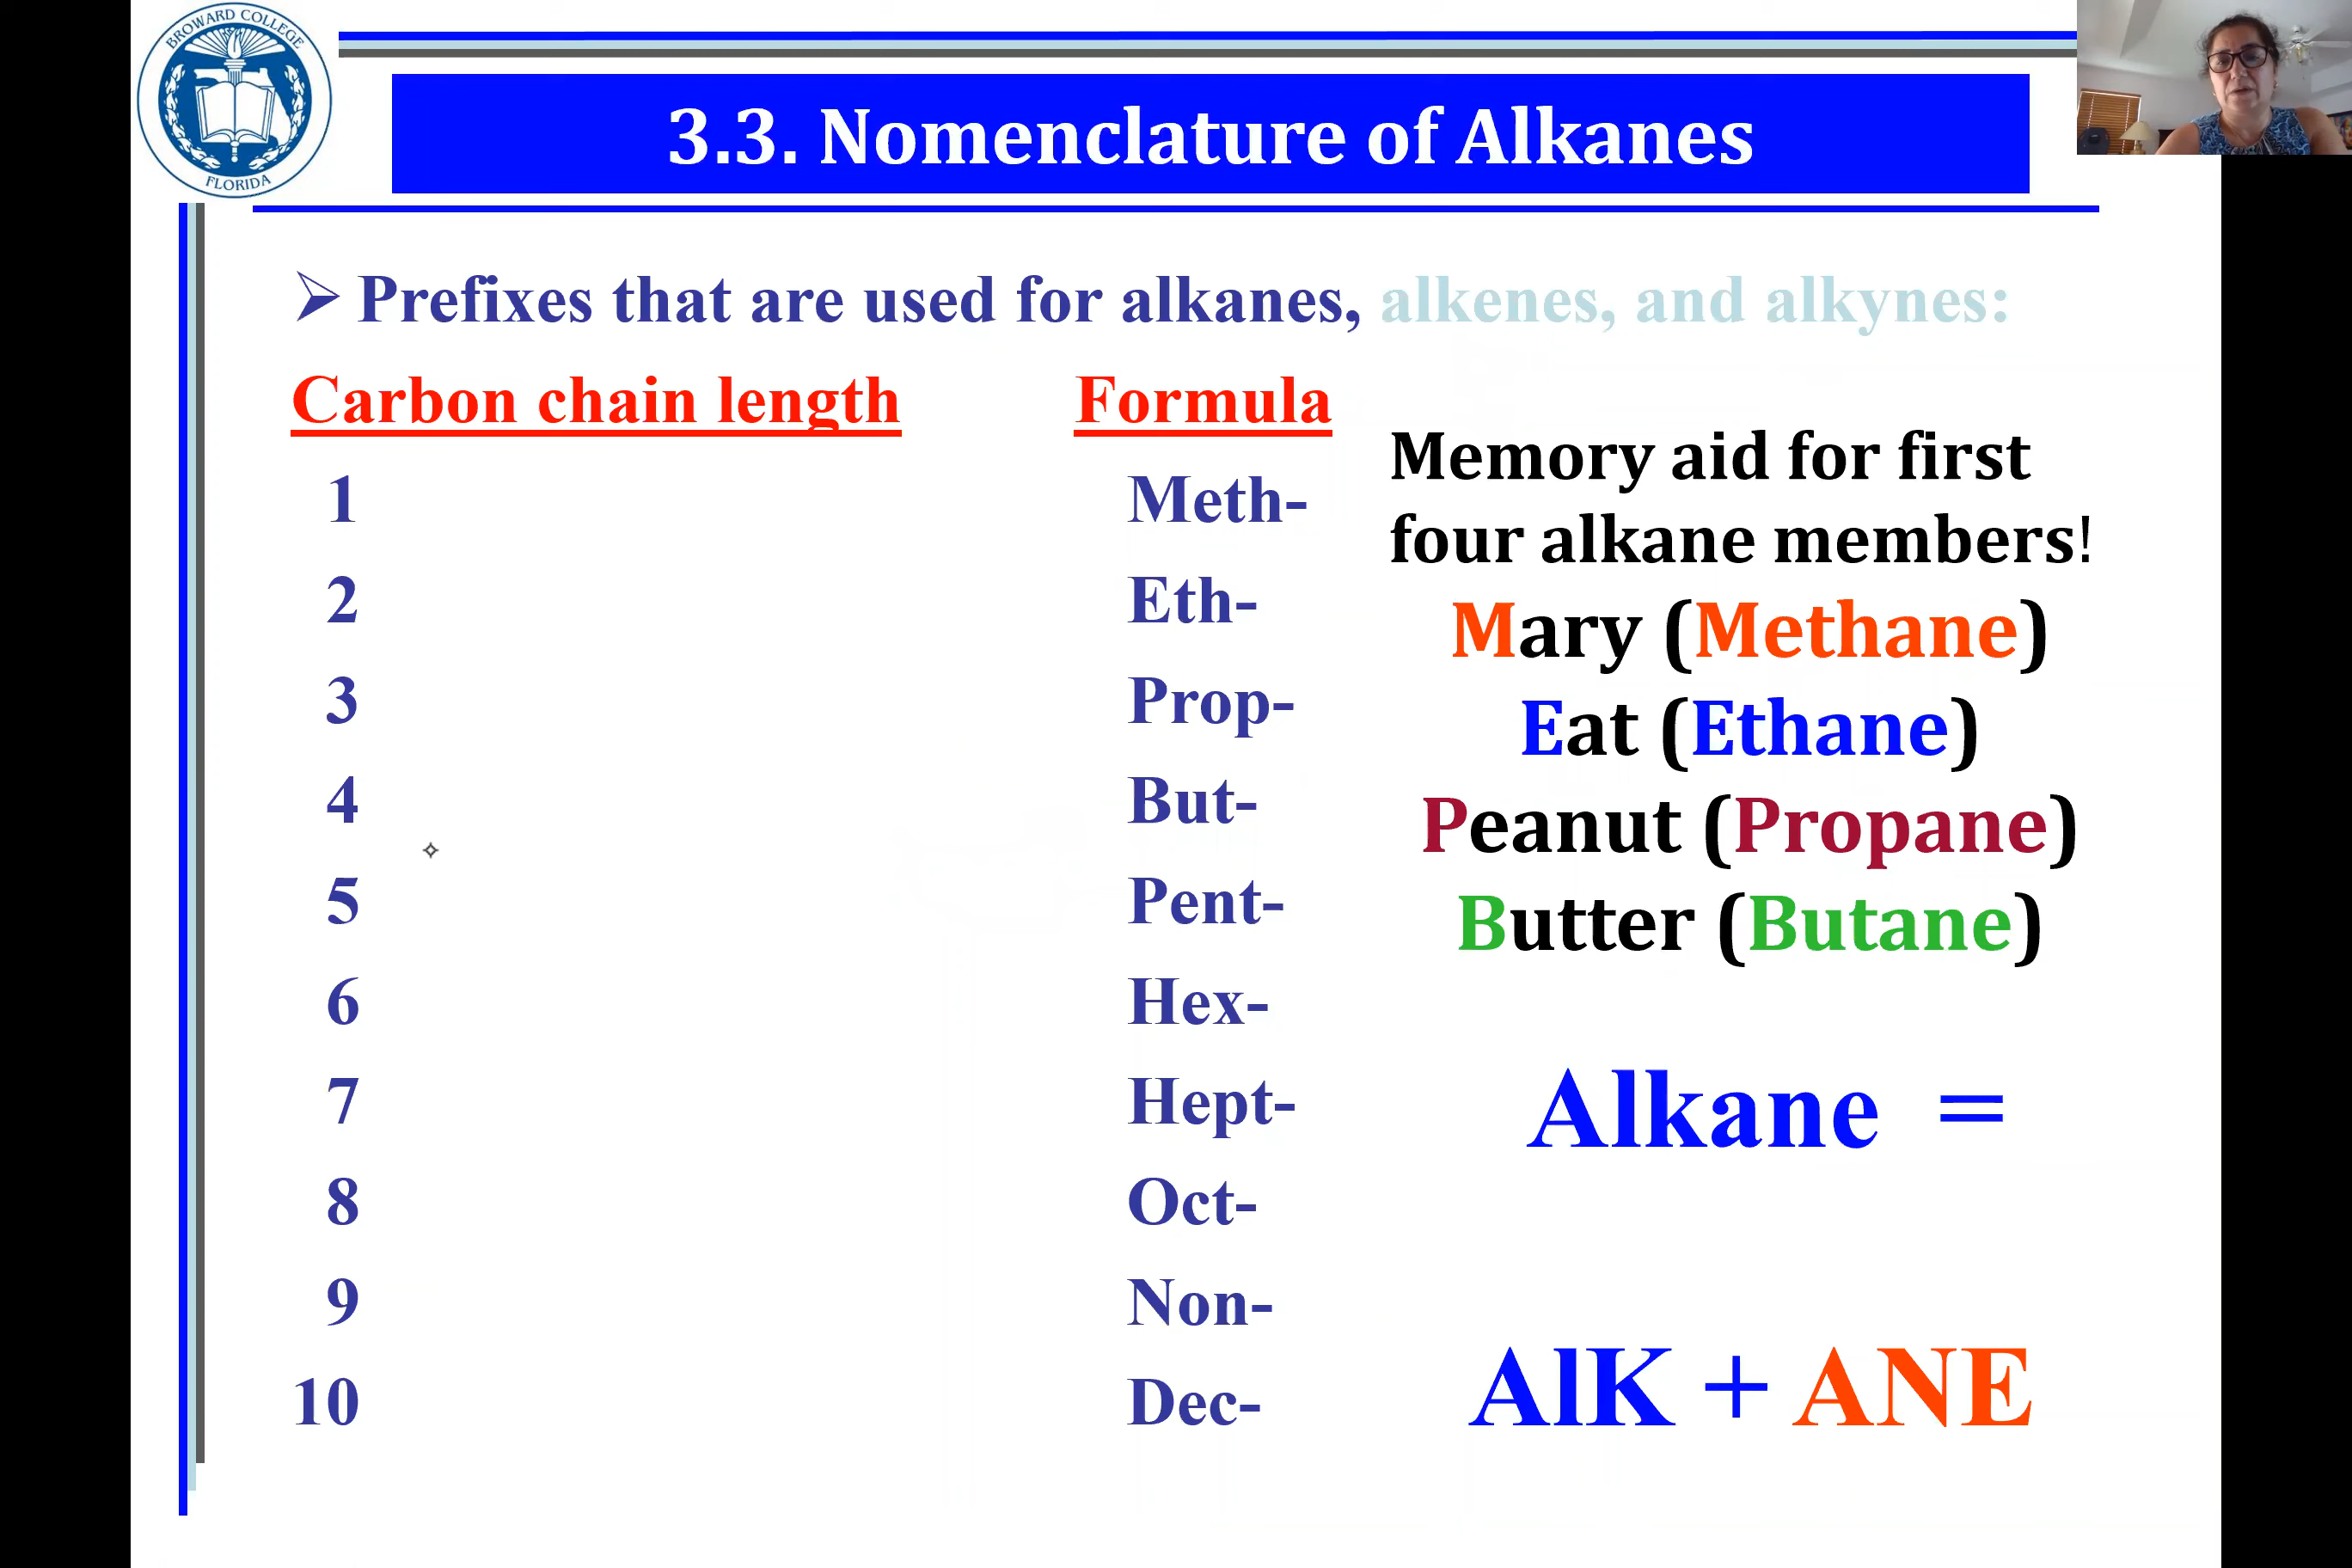 BROWARD COLLEGE
FLORIDA
3.3. Nomenclature of Alkanes
Prefixes that are used for alkanes, alkenes, and alkynes:
Carbon chain length Formula
1 Meth-
2 Eth-
3 Prop-
4 But-
5 Pent-
6 Hex-
7 Hept-
8 Oct-
9 Non-
10 Dec-
Memory aid for first
four alkane members!
Mary (Methane)
Eat (Ethane)
Peanut (Propane)
Butter (Butane)
Alkane =
AlK + ANE